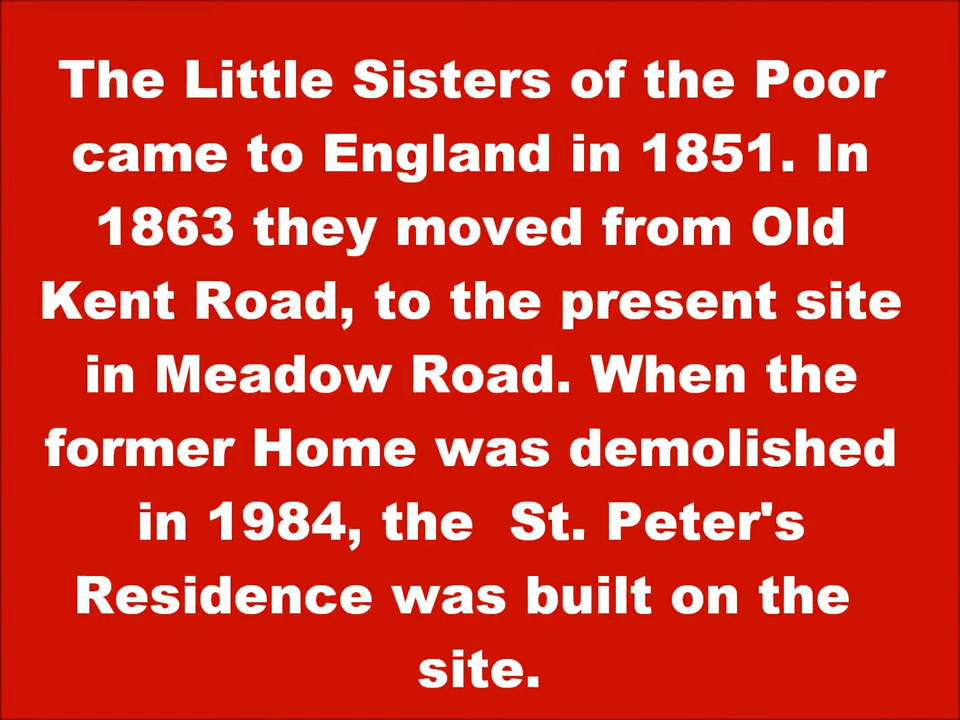 The Little Sisters of the Poor
came to England in 1851. In
1863 they moved from Old
Kent Road, to the present site
in Meadow Road. When the
former Home was demolished
in 1984, the  St. Peter's
Residence was built on the
site.